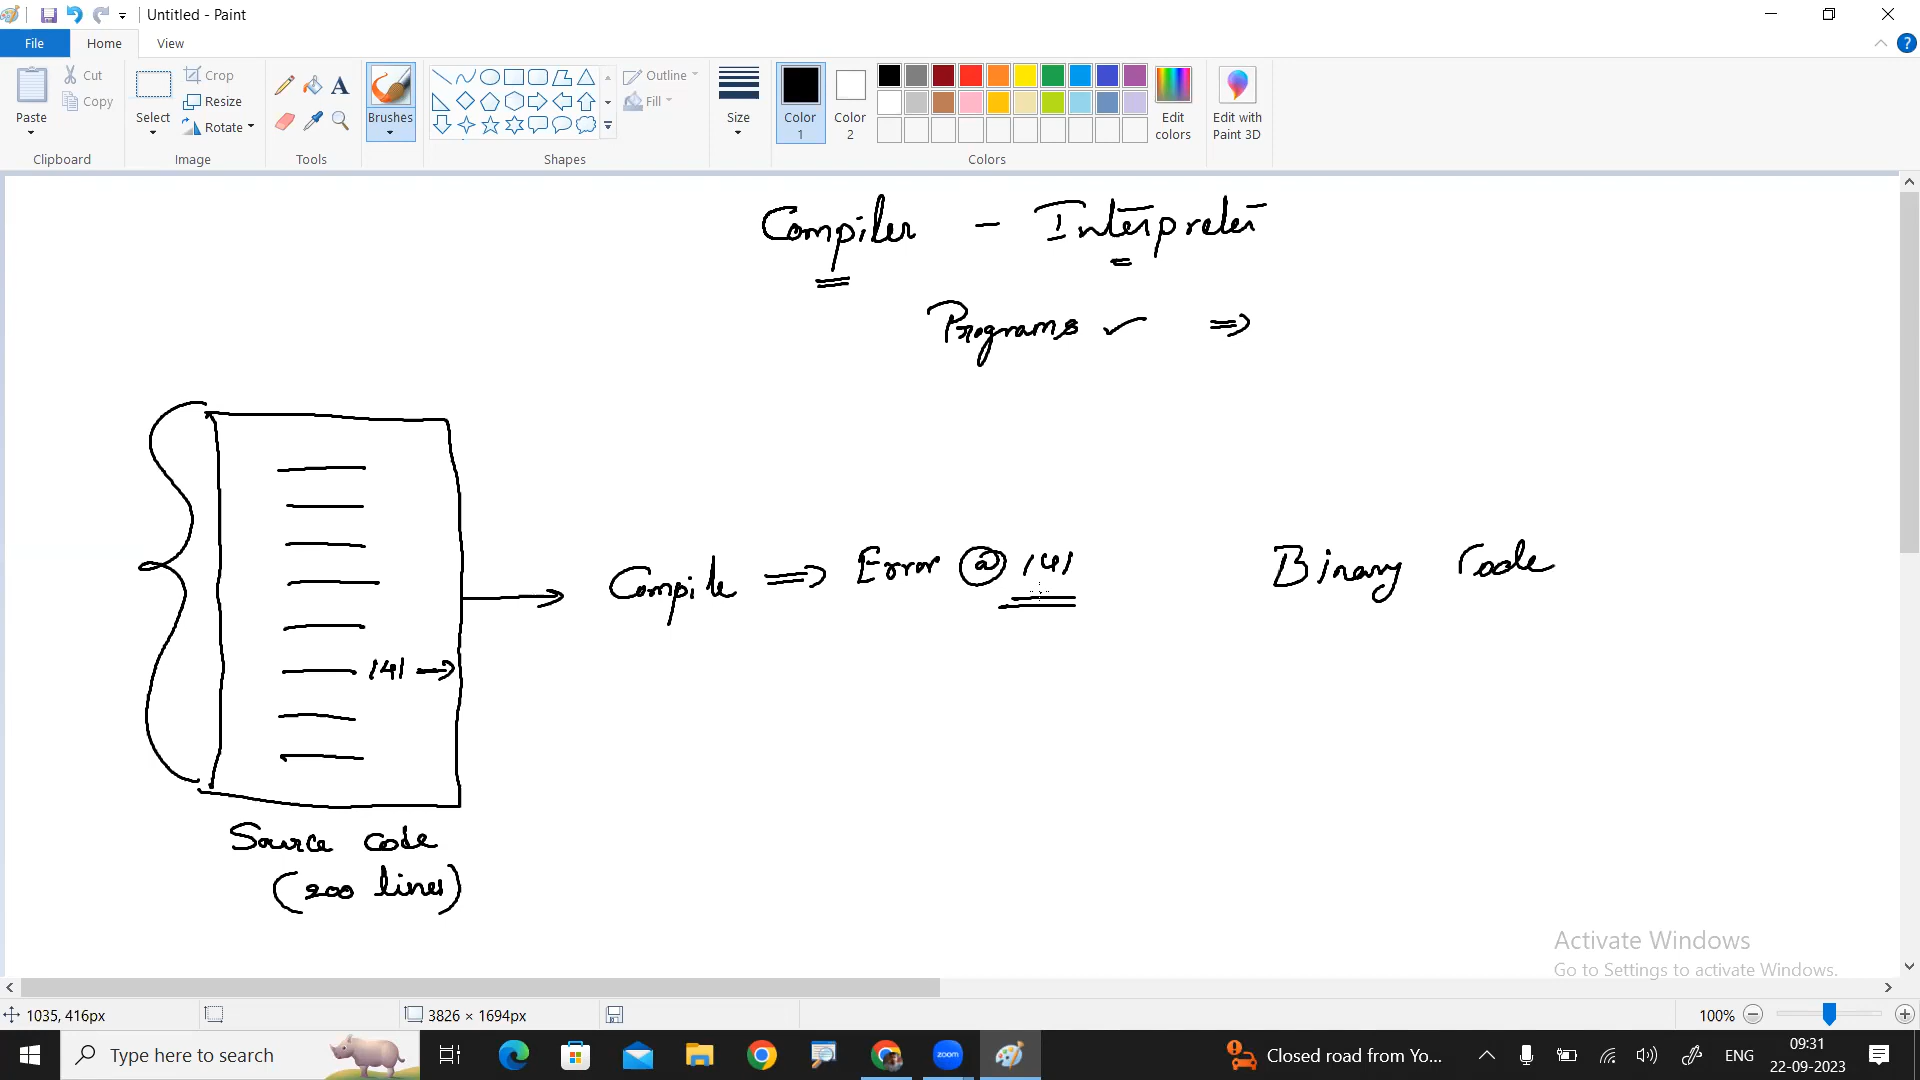 Untitled - Paint
File Home View
Cut
Copy
Paste
Clipboard
Crop
Resize
Rotate
Select
Image
Tools
Brushes
Outline
Fill
Shapes
Size
Color 1
Color 2
Edit colors
Edit with Paint 3D
Colors
Compiler - Interpreter
Programs ✓ ⇒
141 →
Compile ⇒ Error @ 141
Binary Code
Source code
(200 lines)
Activate Windows
Go to Settings to activate Windows.
1035, 416px
3826 × 1694px
100%
Type here to search
zoom
Closed road from Yo...
ENG
09:31
22-09-2023